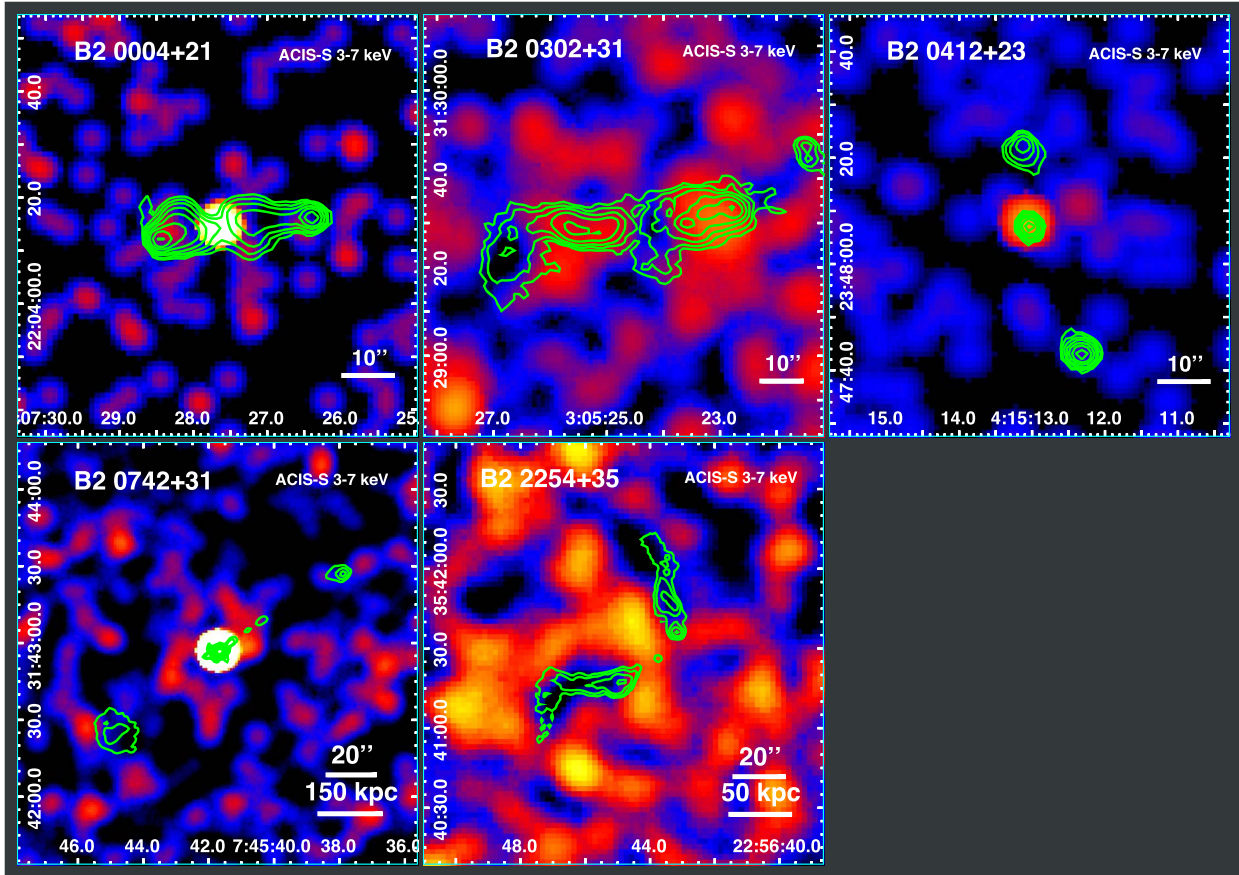 B2 0004+21
ACIS-S 3-7 keV
40.0
20.0
22:04:00.0
10’’
:07:30.0 29.0 28.0 27.0 26.0 25
B2 0302+31
ACIS-S 3-7 keV
31:30:00.0
40.0
20.0
29:00.0
10’’
27.0 3:05:25.0 23.0
B2 0412+23
ACIS-S 3-7 keV
40.0
20.0
23:48:00.0
47:40.0
10’’
15.0 14.0 4:15:13.0 12.0 11.0
B2 0742+31
ACIS-S 3-7 keV
44:00.0
30.0
31:43:00.0
30.0
42:00.0
20’’
150 kpc
46.0 44.0 42.0 7:45:40.0 38.0 36.0
B2 2254+35
ACIS-S 3-7 keV
30.0
35:42:00.0
30.0
41:00.0
40:30.0
20’’
50 kpc
48.0 44.0 22:56:40.0